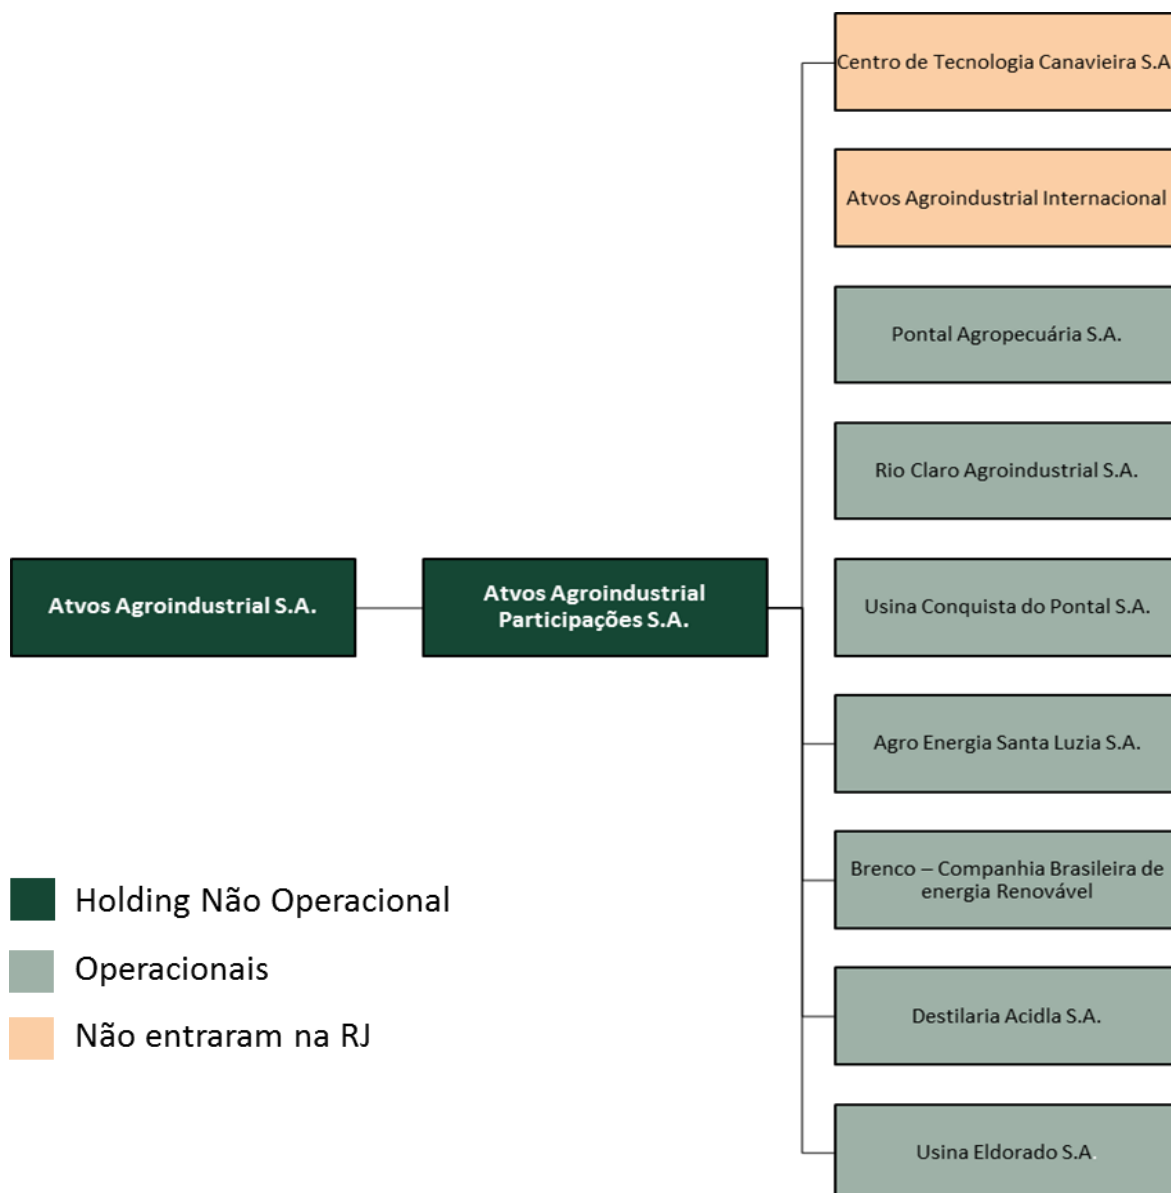 Centro de Tecnologia Canavieira S.A
Atvos Agroindustrial Internacional
Pontal Agropecuária S.A.
Rio Claro Agroindustrial S.A.
Atvos Agroindustrial S.A.
Atvos Agroindustrial
Participações S.A.
Usina Conquista do Pontal S.A.
Agro Energia Santa Luzia S.A.
Brenco – Companhia Brasileira de
energia Renovável
Destilaria Acidla S.A.
Usina Eldorado S.A.
Holding Não Operacional
Operacionais
Não entraram na RJ